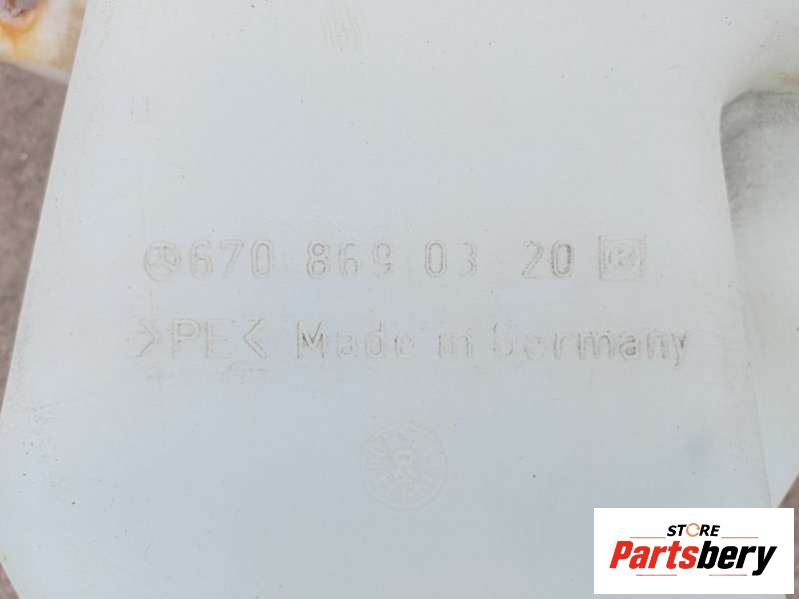 670 869 03 20
>PE< Made in Germany
STORE
Partsbery